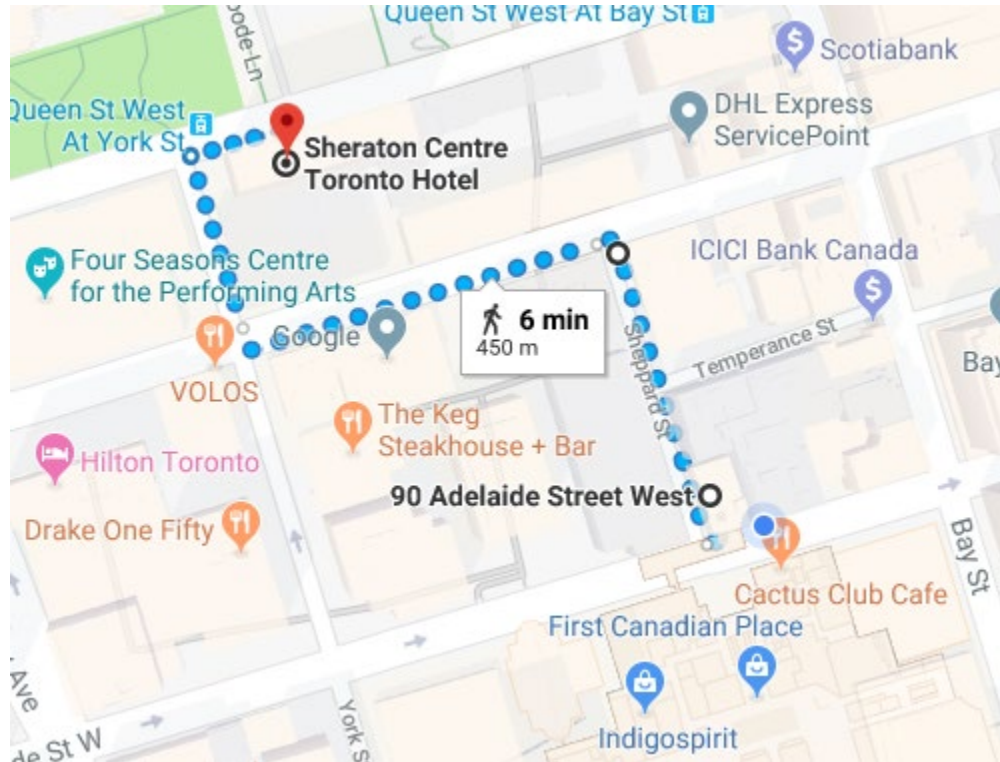 Queen St West At Bay St
oode-Ln
Scotiabank
$
Queen St West
At York St
DHL Express
ServicePoint
Sheraton Centre
Toronto Hotel
ICICI Bank Canada
$
Four Seasons Centre
for the Performing Arts
Google
6 min
450 m
Sheppard St
Temperance St
Bay
VOLOS
The Keg
Steakhouse + Bar
Hilton Toronto
90 Adelaide Street West
Drake One Fifty
Bay St
Cactus Club Cafe
First Canadian Place
Ave
York S
Indigospirit
de St W